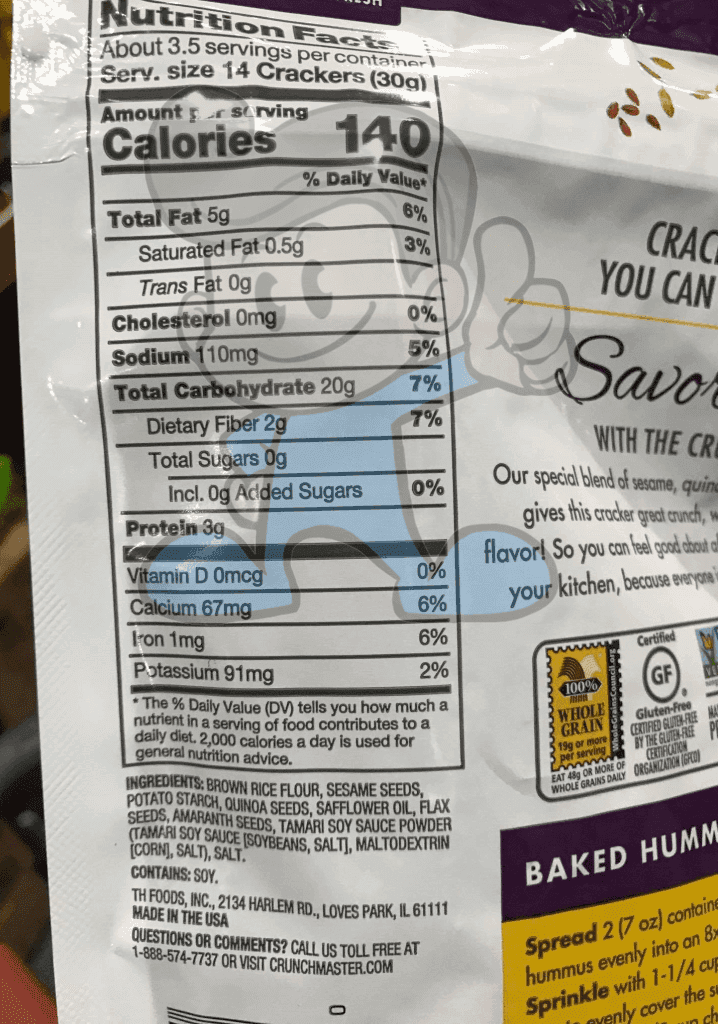 Nutrition Facts
About 3.5 servings per container
Serv. size 14 Crackers (30g)
Amount per serving
Calories 140
% Daily Value*
Total Fat 5g 6%
Saturated Fat 0.5g 3%
Trans Fat 0g
Cholesterol 0mg 0%
Sodium 110mg 5%
Total Carbohydrate 20g 7%
Dietary Fiber 2g 7%
Total Sugars 0g
Incl. 0g Added Sugars 0%
Protein 3g
Vitamin D 0mcg 0%
Calcium 67mg 6%
Iron 1mg 6%
Potassium 91mg 2%
* The % Daily Value (DV) tells you how much a
nutrient in a serving of food contributes to a
daily diet. 2,000 calories a day is used for
general nutrition advice.
INGREDIENTS: BROWN RICE FLOUR, SESAME SEEDS,
POTATO STARCH, QUINOA SEEDS, SAFFLOWER OIL, FLAX
SEEDS, AMARANTH SEEDS, TAMARI SOY SAUCE POWDER
(TAMARI SOY SAUCE [SOYBEANS, SALT], MALTODEXTRIN
[CORN], SALT), SALT.
CONTAINS: SOY.
TH FOODS, INC., 2134 HARLEM RD., LOVES PARK, IL 61111
MADE IN THE USA
QUESTIONS OR COMMENTS? CALL US TOLL FREE AT
1-888-574-7737 OR VISIT CRUNCHMASTER.COM
YOU CAN
WITH THE
Our special blend of sesame,
gives this cracker great crunch,
flavor! So you can feel good about
your kitchen, because everyone
100%
WHOLE
GRAIN
19g or more
per serving
WholeGrainsCouncil.org
EAT 48g OR MORE OF
WHOLE GRAINS DAILY
Certified
GF
Gluten-Free
CERTIFIED GLUTEN-FREE
BY THE GLUTEN-FREE
CERTIFICATION
ORGANIZATION (GFCO)
BAKED
Spread 2 (7 oz)
hummus evenly into an
Sprinkle with 1-1/4
evenly cover the